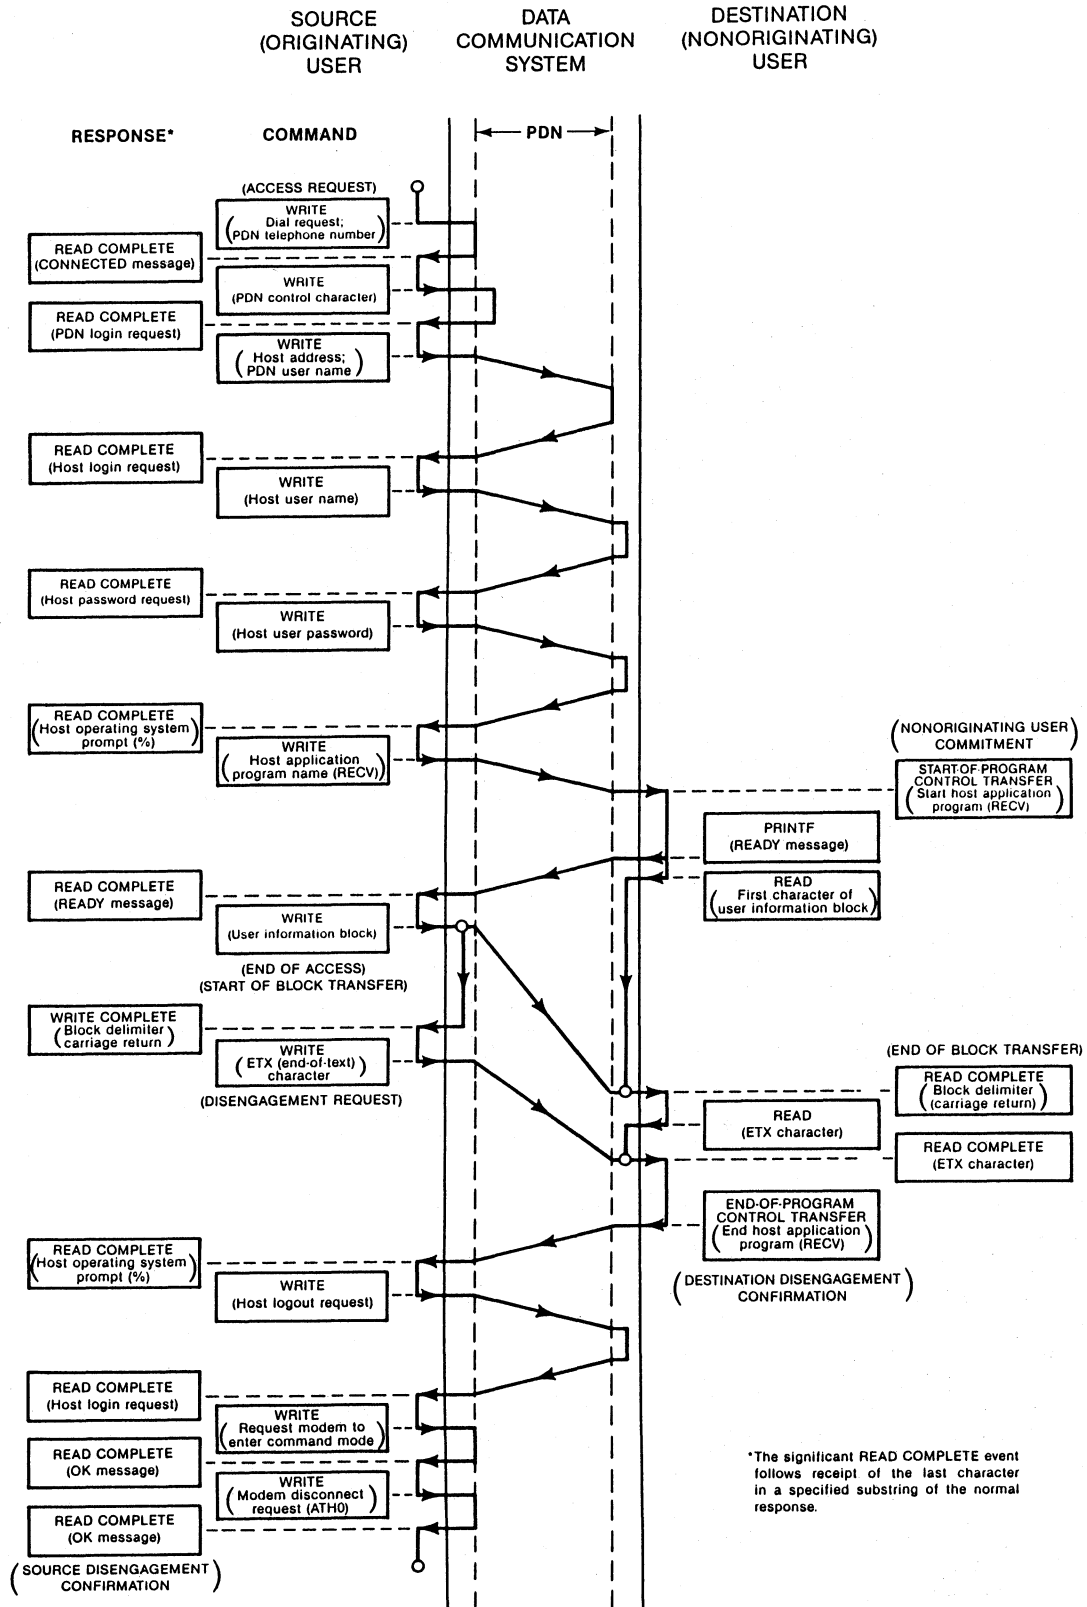 SOURCE
(ORIGINATING)
USER
DATA
COMMUNICATION
SYSTEM
DESTINATION
(NONORIGINATING)
USER
RESPONSE*
COMMAND
PDN
(ACCESS REQUEST)
WRITE
(Dial request;
PDN telephone number)
READ COMPLETE
(CONNECTED message)
WRITE
(PDN control character)
READ COMPLETE
(PDN login request)
WRITE
(Host address;
PDN user name)
READ COMPLETE
(Host login request)
WRITE
(Host user name)
READ COMPLETE
(Host password request)
WRITE
(Host user password)
READ COMPLETE
(Host operating system
prompt (%))
WRITE
(Host application
program name (RECV))
(NONORIGINATING USER
COMMITMENT)
START-OF-PROGRAM
CONTROL TRANSFER
(Start host application
program (RECV))
PRINTF
(READY message)
READ COMPLETE
(READY message)
READ
(First character of
user information block)
WRITE
(User information block)
(END OF ACCESS)
(START OF BLOCK TRANSFER)
WRITE COMPLETE
(Block delimiter
carriage return)
WRITE
(ETX (end-of-text)
character)
(DISENGAGEMENT REQUEST)
(END OF BLOCK TRANSFER)
READ COMPLETE
(Block delimiter
(carriage return))
READ
(ETX character)
READ COMPLETE
(ETX character)
END-OF-PROGRAM
CONTROL TRANSFER
(End host application
program (RECV))
(DESTINATION DISENGAGEMENT
CONFIRMATION)
READ COMPLETE
(Host operating system
prompt (%))
WRITE
(Host logout request)
READ COMPLETE
(Host login request)
WRITE
(Request modem to
enter command mode)
READ COMPLETE
(OK message)
WRITE
(Modem disconnect
request (ATH0))
READ COMPLETE
(OK message)
(SOURCE DISENGAGEMENT
CONFIRMATION)
*The significant READ COMPLETE event
follows receipt of the last character
in a specified substring of the normal
response.